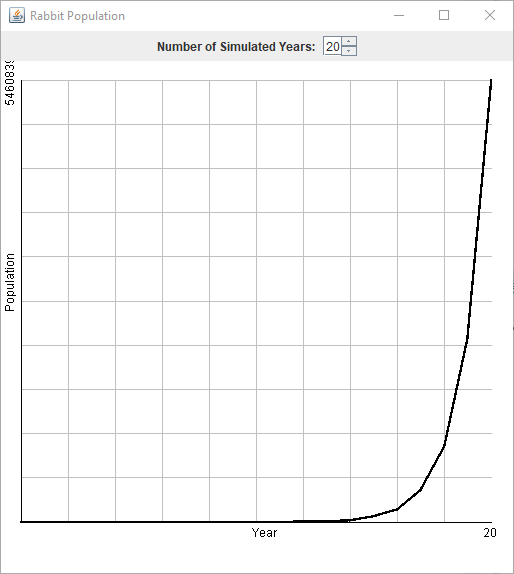 Rabbit Population
Number of Simulated Years: 20
Population
Year
20